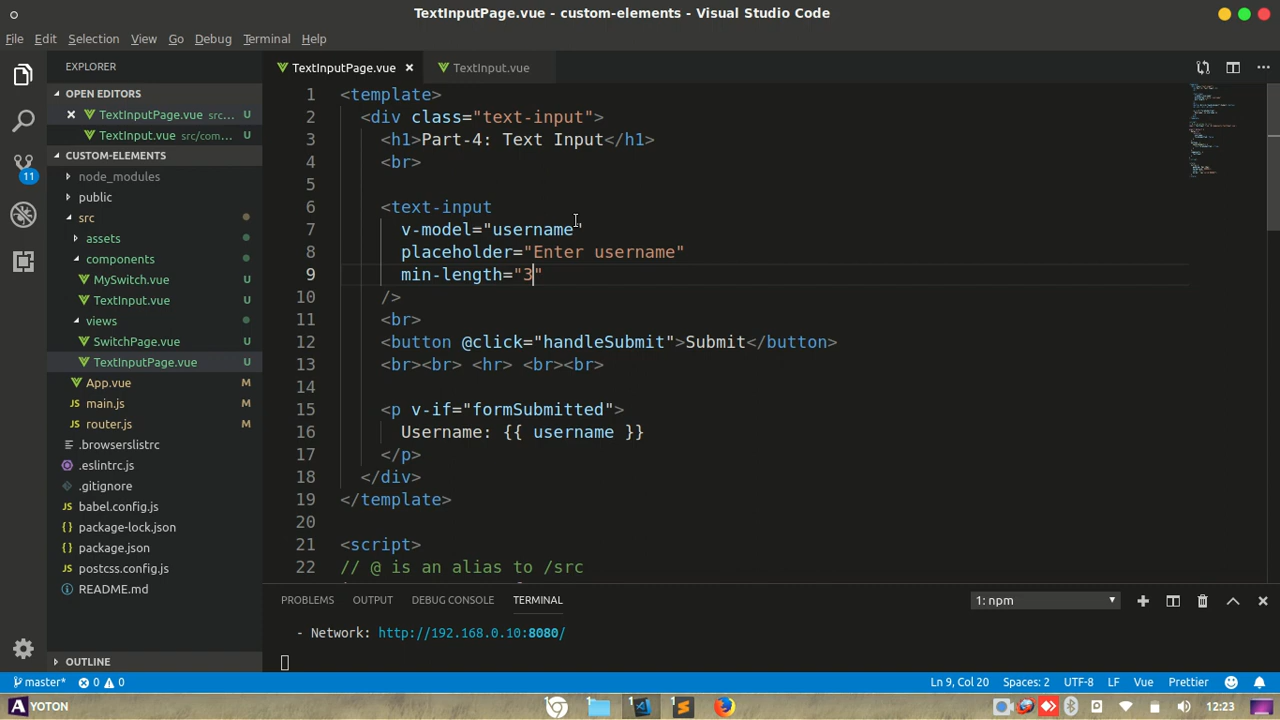 TextInputPage.vue - custom-elements - Visual Studio Code
File Edit Selection View Go Debug Terminal Help
EXPLORER
OPEN EDITORS
TextInputPage.vue src... U
TextInput.vue src/com... U
CUSTOM-ELEMENTS
node_modules
public
src
assets
components
MySwitch.vue U
TextInput.vue U
views
SwitchPage.vue U
TextInputPage.vue U
App.vue M
main.js M
router.js M
.browserslistrc
.eslintrc.js
.gitignore
babel.config.js
package-lock.json
package.json
postcss.config.js
README.md
OUTLINE
11
TextInputPage.vue TextInput.vue
1 <template>
2 <div class="text-input">
3 <h1>Part-4: Text Input</h1>
4 <br>
5
6 <text-input
7 v-model="username"
8 placeholder="Enter username"
9 min-length="3"
10 />
11 <br>
12 <button @click="handleSubmit">Submit</button>
13 <br><br> <hr> <br><br>
14
15 <p v-if="formSubmitted">
16 Username: {{ username }}
17 </p>
18 </div>
19 </template>
20
21 <script>
22 // @ is an alias to /src
PROBLEMS OUTPUT DEBUG CONSOLE TERMINAL 1: npm
- Network: http://192.168.0.10:8080/
master* 0 0 Ln 9, Col 20 Spaces: 2 UTF-8 LF Vue Prettier
YOTON 12:23